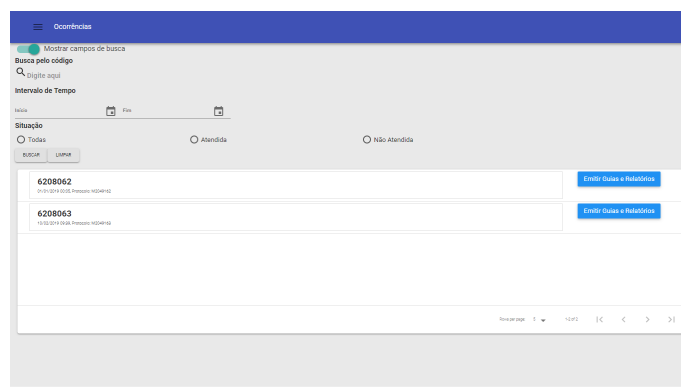 Ocorrências
Mostrar campos de busca
Busca pelo código
Digite aqui
Intervalo de Tempo
Início
Fim
Situação
Todas
Atendida
Não Atendida
BUSCAR
LIMPAR
6208062
Emitir Guias e Relatórios
6208063
Emitir Guias e Relatórios
Rows per page: